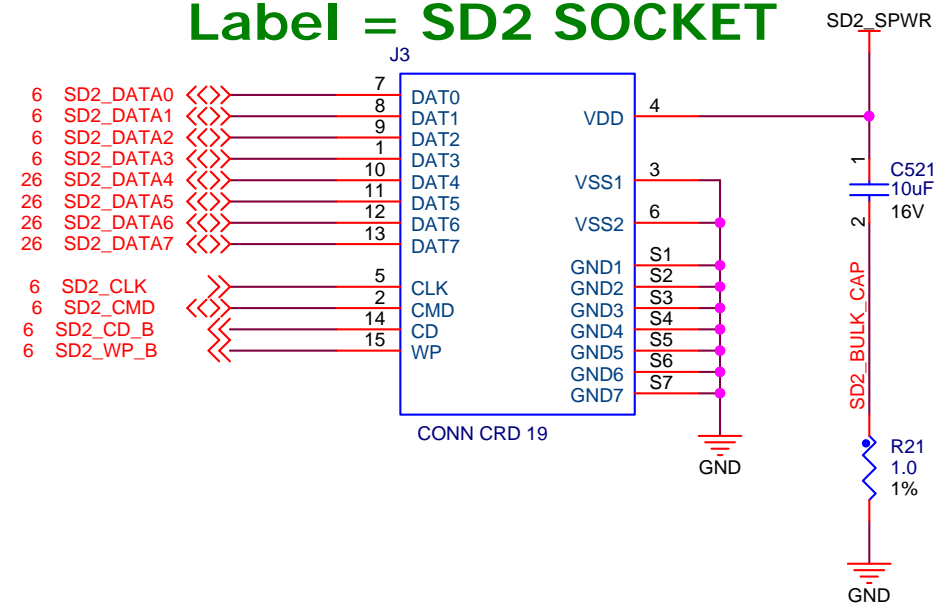 Label = SD2 SOCKET
SD2_SPWR
J3
6 SD2_DATA0 7 DAT0
6 SD2_DATA1 8 DAT1
6 SD2_DATA2 9 DAT2
6 SD2_DATA3 1 DAT3
26 SD2_DATA4 10 DAT4
26 SD2_DATA5 11 DAT5
26 SD2_DATA6 12 DAT6
26 SD2_DATA7 13 DAT7
6 SD2_CLK 5 CLK
6 SD2_CMD 2 CMD
6 SD2_CD_B 14 CD
6 SD2_WP_B 15 WP
VDD 4
VSS1 3
VSS2 6
GND1 S1
GND2 S2
GND3 S3
GND4 S4
GND5 S5
GND6 S6
GND7 S7
CONN CRD 19
GND
1
C521
10uF
16V
2
SD2_BULK_CAP
R21
1.0
1%
GND